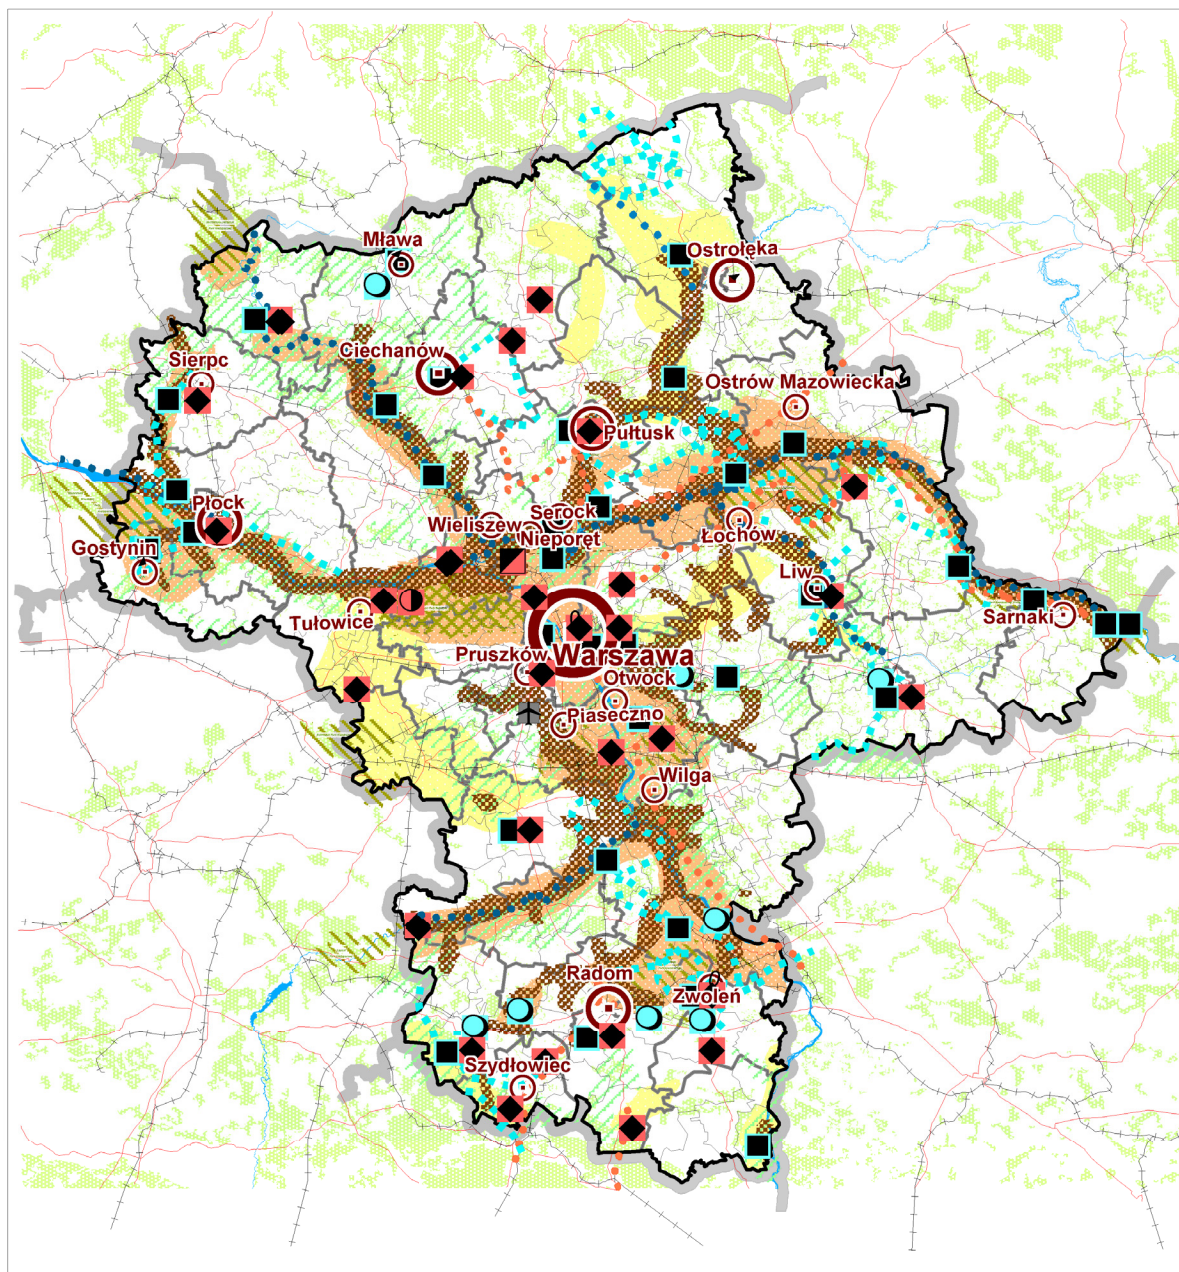 Mława
Ostrołęka
Ciechanów
Sierpc
Ostrów Mazowiecka
Pułtusk
Płock
Serock
Wieliszew
Nieporęt
Łochów
Gostynin
Liw
Tułowice
Sarnaki
Warszawa
Pruszków
Otwock
Piaseczno
Wilga
Radom
Zwoleń
Szydłowiec